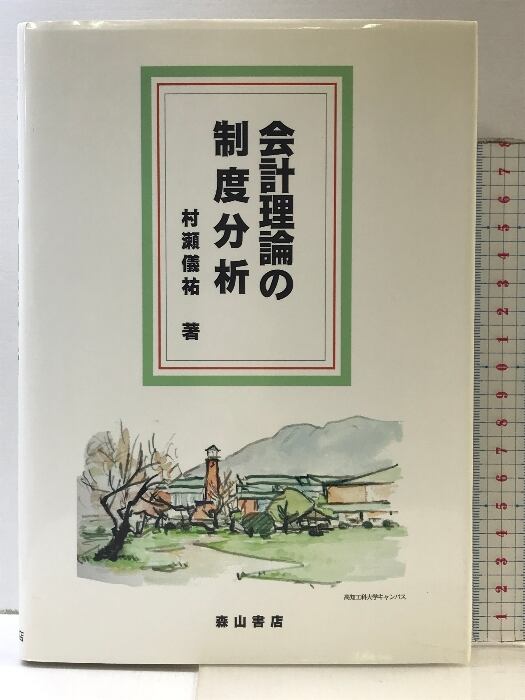 会計理論の
制度分析
村瀬儀祐 著
高知工科大学キャンパス
森山書店
店